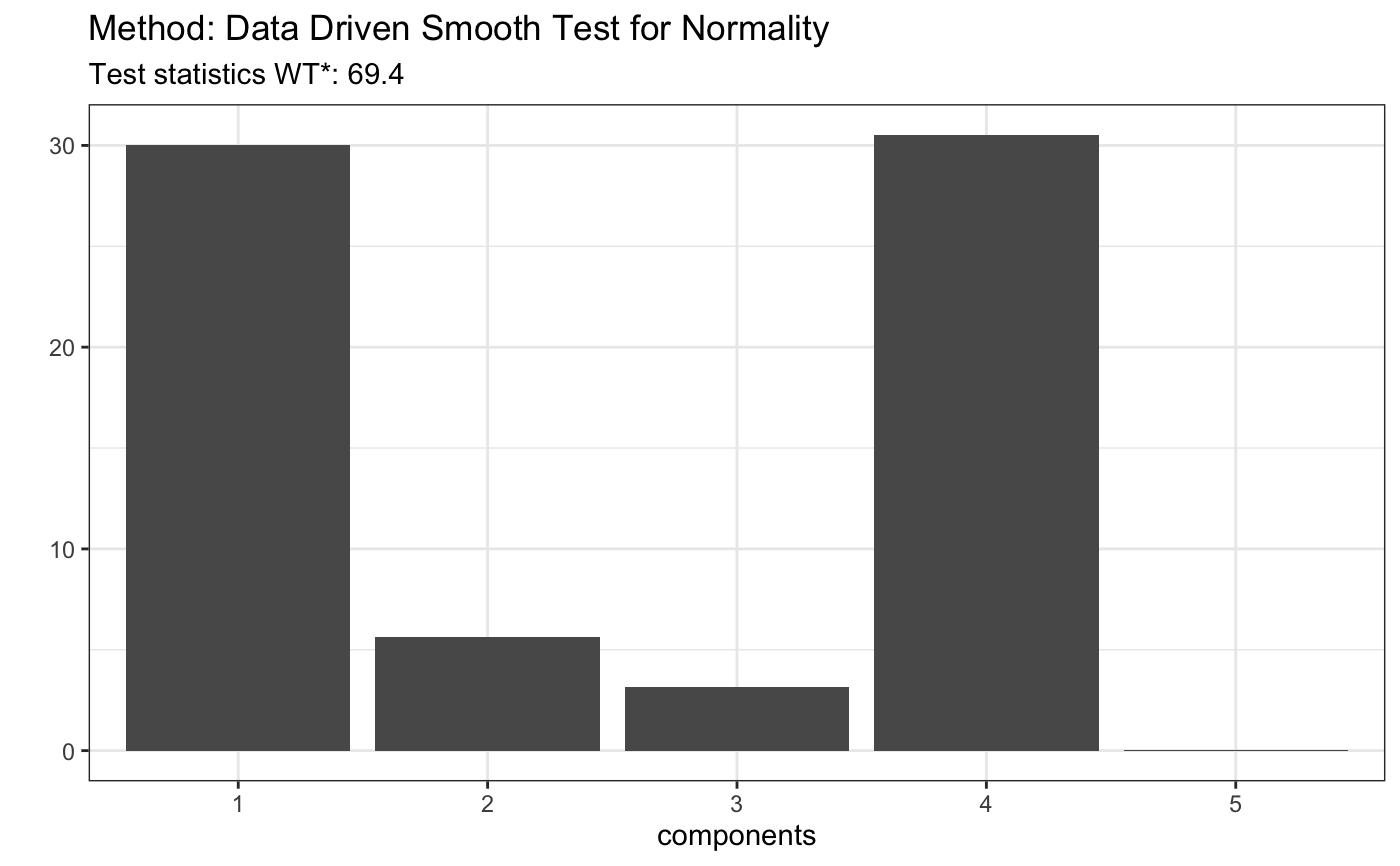 Method: Data Driven Smooth Test for Normality
Test statistics WT*: 69.4
30
20
10
0
1 2 3 4 5
components